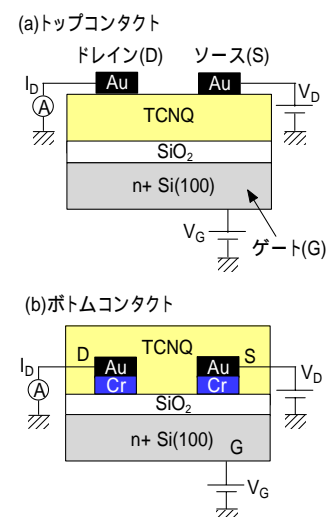 (a)トップコンタクト
ドレイン(D) ソース(S)
I_D Au Au V_D
A
TCNQ
SiO₂
n+ Si(100)
V_G ゲート(G)
(b)ボトムコンタクト
I_D D TCNQ S
A Au Au V_D
Cr Cr
SiO₂
n+ Si(100) G
V_G